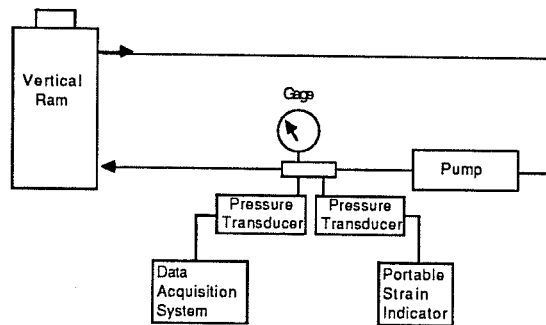 Vertical
Ram
Gage
Pump
Pressure
Transducer
Pressure
Transducer
Data
Acquisition
System
Portable
Strain
Indicator